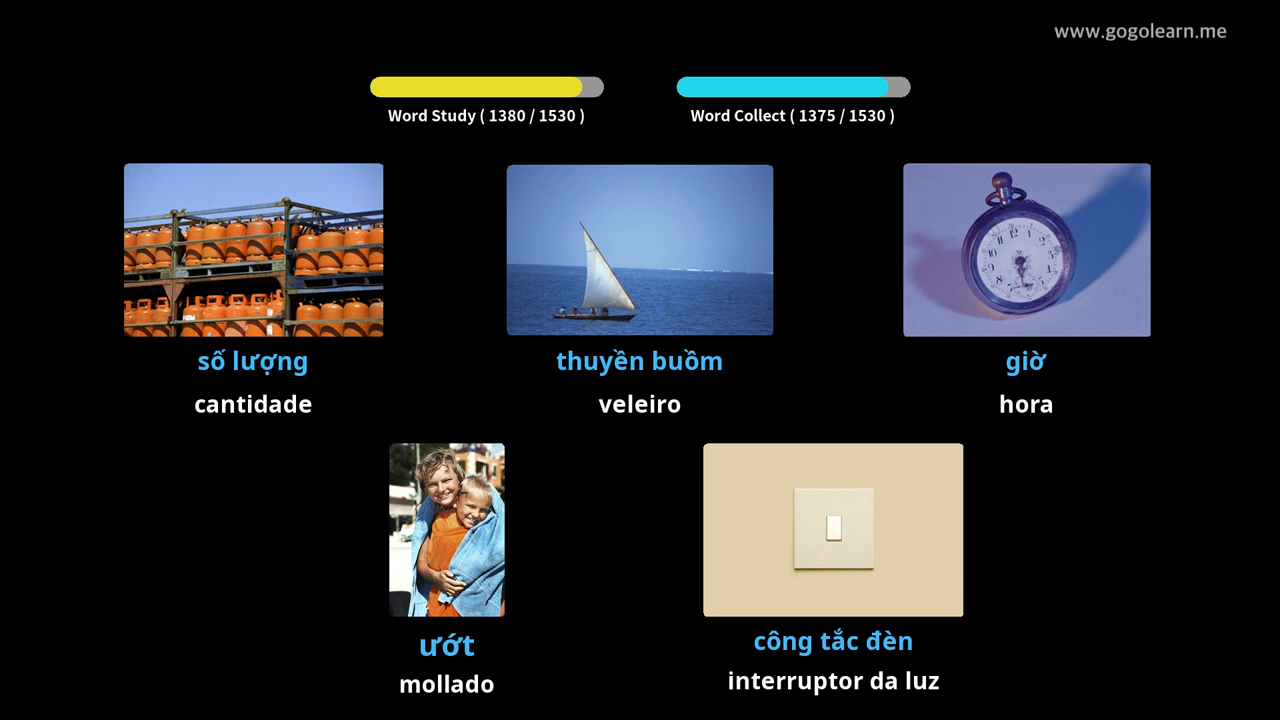 www.gogolearn.me
Word Study ( 1380 / 1530 )
Word Collect ( 1375 / 1530 )
số lượng
cantidade
thuyền buồm
veleiro
giờ
hora
ướt
mollado
công tắc đèn
interruptor da luz